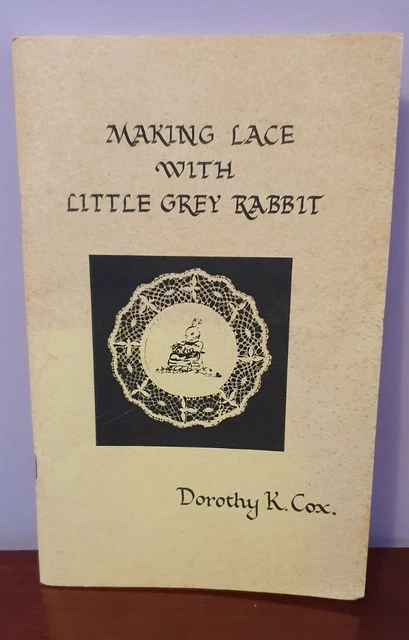 MAKING LACE
WITH
LITTLE GREY RABBIT
Dorothy K. Cox.